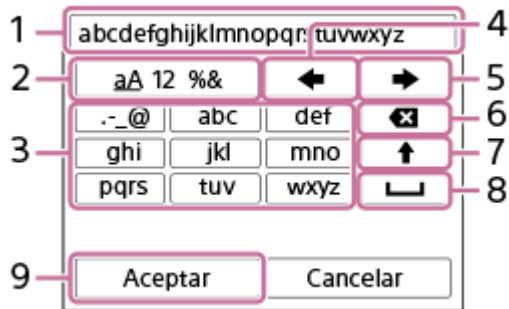 1 abcdefghijklmnopqrstuvwxyz 4
2 aA 12 %& 5
.-_@ abc def 6
3 ghi jkl mno 7
pqrs tuv wxyz 8
9 Aceptar Cancelar